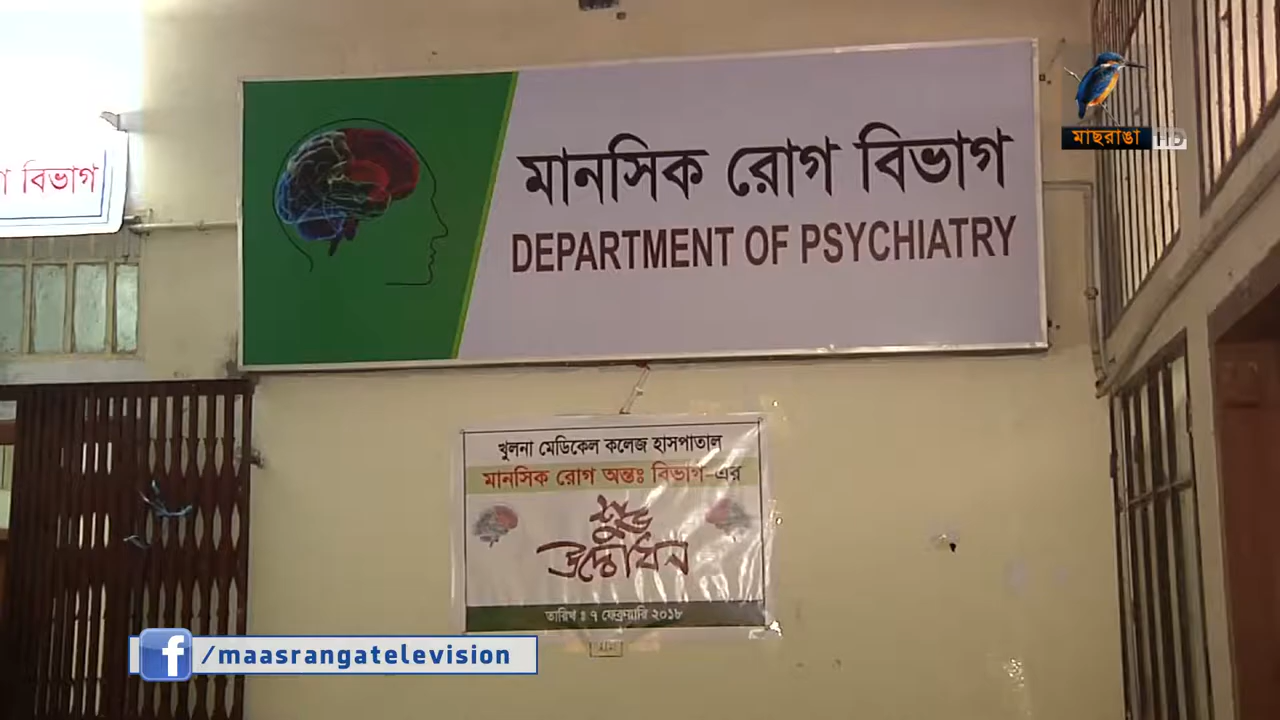 মাছরাঙা HD
বিভাগ
মানসিক রোগ বিভাগ
DEPARTMENT OF PSYCHIATRY
খুলনা মেডিকেল কলেজ হাসপাতাল
মানসিক রোগ অন্তঃ বিভাগ-এর
শুভ
উদ্বোধন
তারিখ ঃ ৭ ফেব্রুয়ারি ২০১৮
f /maasrangatelevision